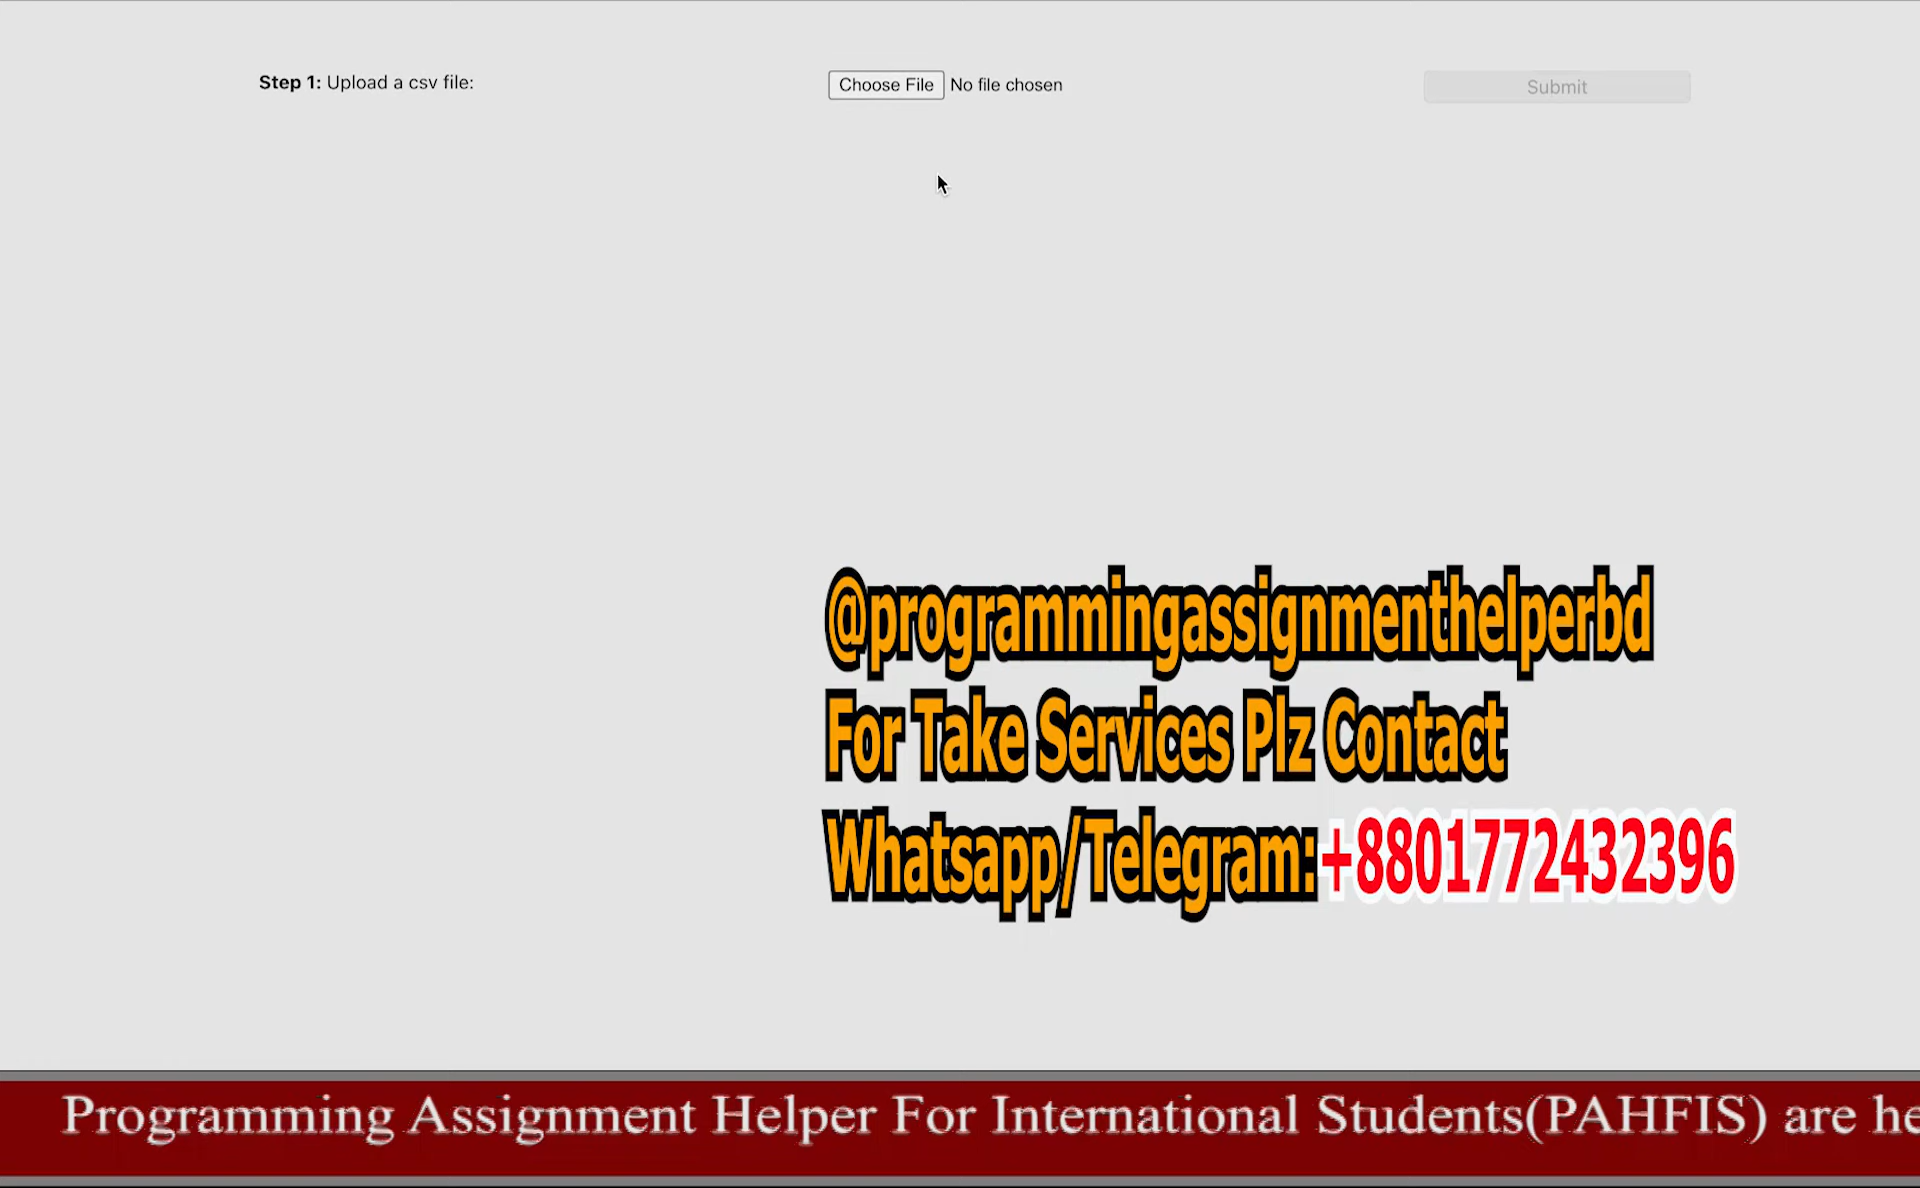 Step 1: Upload a csv file:
Choose File No file chosen
Submit
@programmingassignmenthelperbd
For Take Services Plz Contact
Whatsapp/Telegram:+8801772432396
Programming Assignment Helper For International Students(PAHFIS) are he